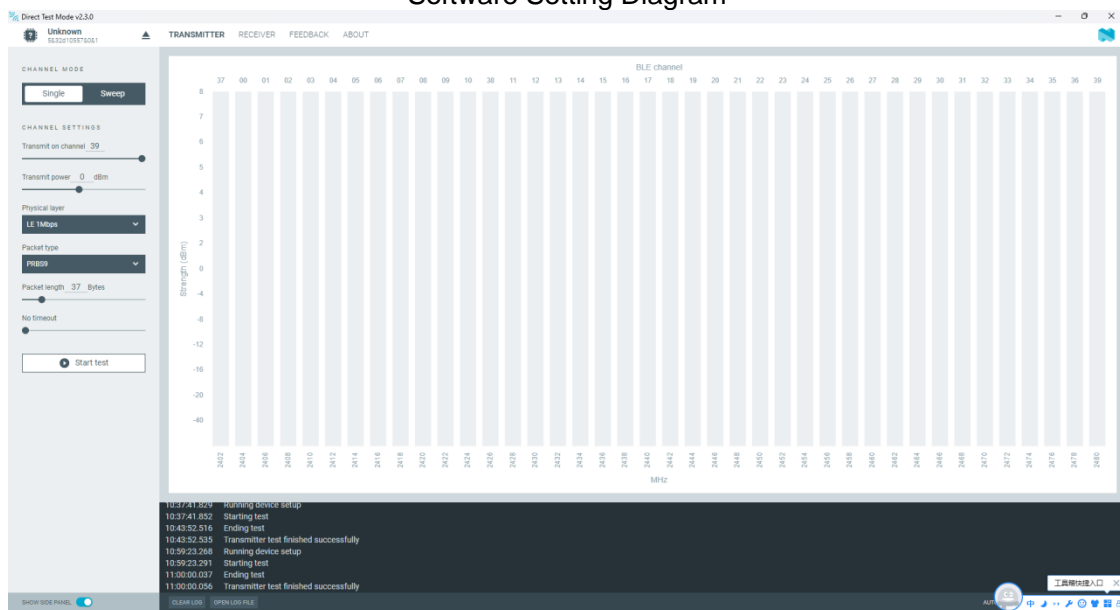 Software Setting Diagram
Direct Test Mode v2.3.0
Unknown
TRANSMITTER RECEIVER FEEDBACK ABOUT
CHANNEL MODE
Single Sweep
CHANNEL SETTINGS
Transmit on channel 39
Transmit power 0 dBm
Physical layer
LE 1Mbps
Packet type
PRBS9
Packet length 37 Bytes
No timeout
Start test
BLE channel
37 00 01 02 03 04 05 06 07 08 09 10 38 11 12 13 14 15 16 17 18 19 20 21 22 23 24 25 26 27 28 29 30 31 32 33 34 35 36 39
8
7
6
5
4
3
2
0
-4
-8
-12
-16
-20
-40
Strength (dBm)
2402 2404 2406 2408 2410 2412 2414 2416 2418 2420 2422 2424 2426 2428 2430 2432 2434 2436 2438 2440 2442 2444 2446 2448 2450 2452 2454 2456 2458 2460 2462 2464 2466 2468 2470 2472 2474 2476 2478 2480
MHz
10:37:41.829 Running device setup
10:37:41.852 Starting test
10:43:52.516 Ending test
10:43:52.535 Transmitter test finished successfully
10:59:23.268 Running device setup
10:59:23.291 Starting test
11:00:00.037 Ending test
11:00:00.056 Transmitter test finished successfully
工具箱快捷入口
SHOW SIDE PANEL
CLEAR LOG OPEN LOG FILE
中